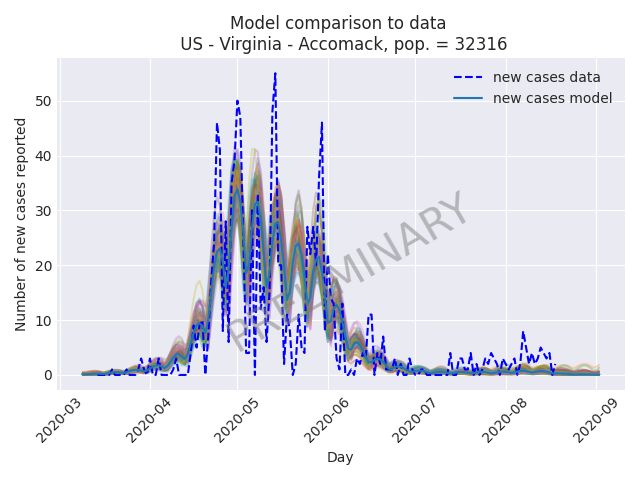 Model comparison to data
US - Virginia - Accomack, pop. = 32316
new cases data
new cases model
Number of new cases reported
50
40
30
20
10
0
PRELIMINARY
2020-03
2020-04
2020-05
2020-06
2020-07
2020-08
2020-09
Day